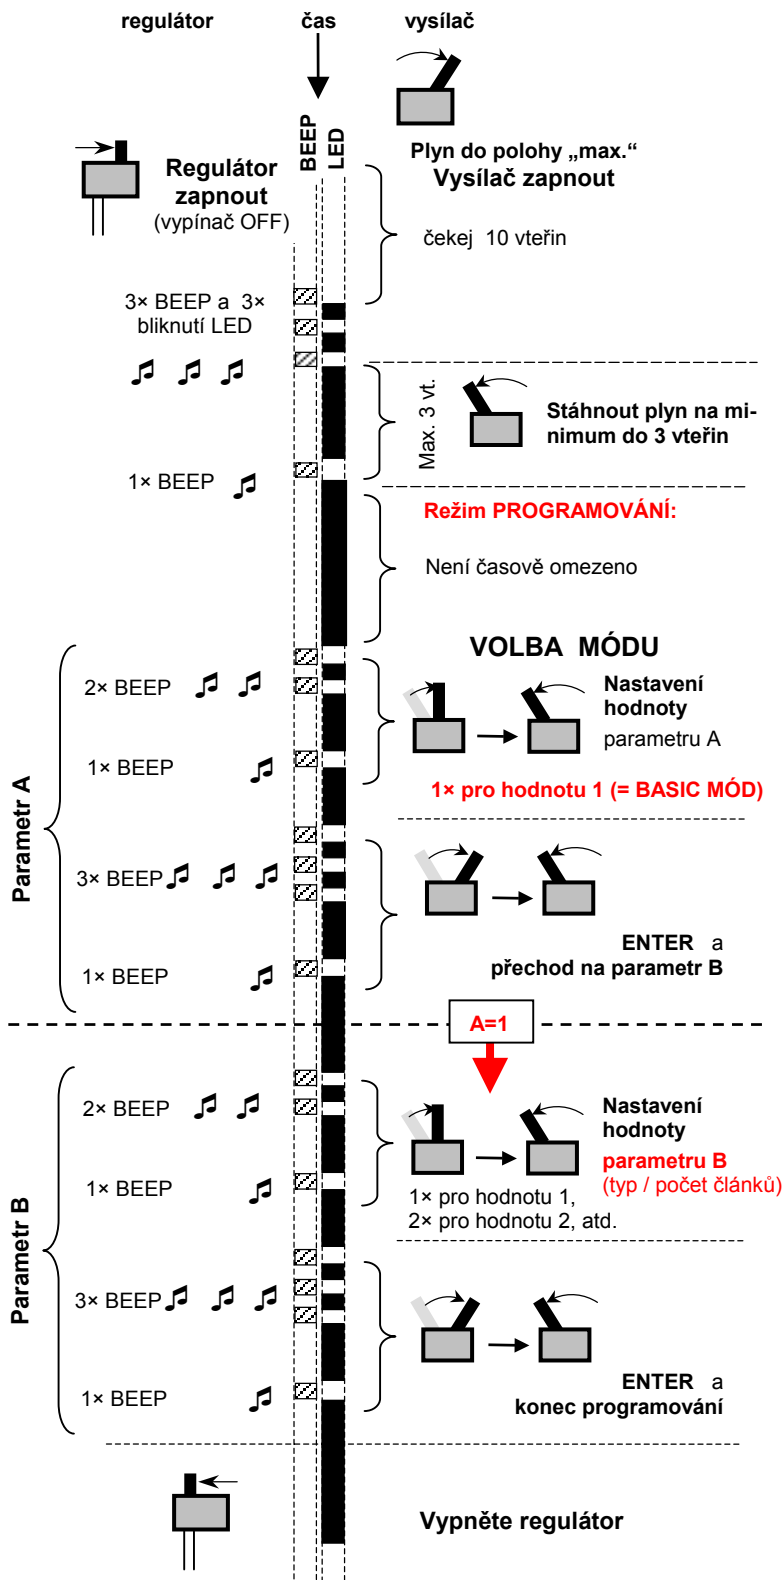 regulátor čas vysílač
BEEP
LED
Plyn do polohy „max.“
Regulátor
zapnout
(vypínač OFF)
Vysílač zapnout
čekej 10 vteřin
3× BEEP a 3×
bliknutí LED
Max. 3 vt.
Stáhnout plyn na mi-
nimum do 3 vteřin
1× BEEP
Režim PROGRAMOVÁNÍ:
Není časově omezeno
VOLBA MÓDU
Parametr A
2× BEEP
Nastavení
hodnoty
parametru A
1× BEEP
1× pro hodnotu 1 (= BASIC MÓD)
3× BEEP
ENTER a
přechod na parametr B
1× BEEP
A=1
Parametr B
2× BEEP
Nastavení
hodnoty
parametru B
(typ / počet článků)
1× BEEP
1× pro hodnotu 1,
2× pro hodnotu 2, atd.
3× BEEP
ENTER a
konec programování
1× BEEP
Vypněte regulátor